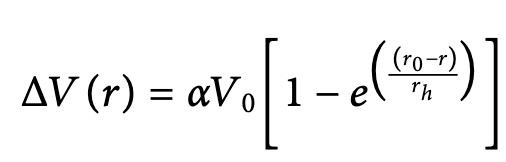 ΔV(r) = αV₀[1 − e^((r₀−r)/r_h)]